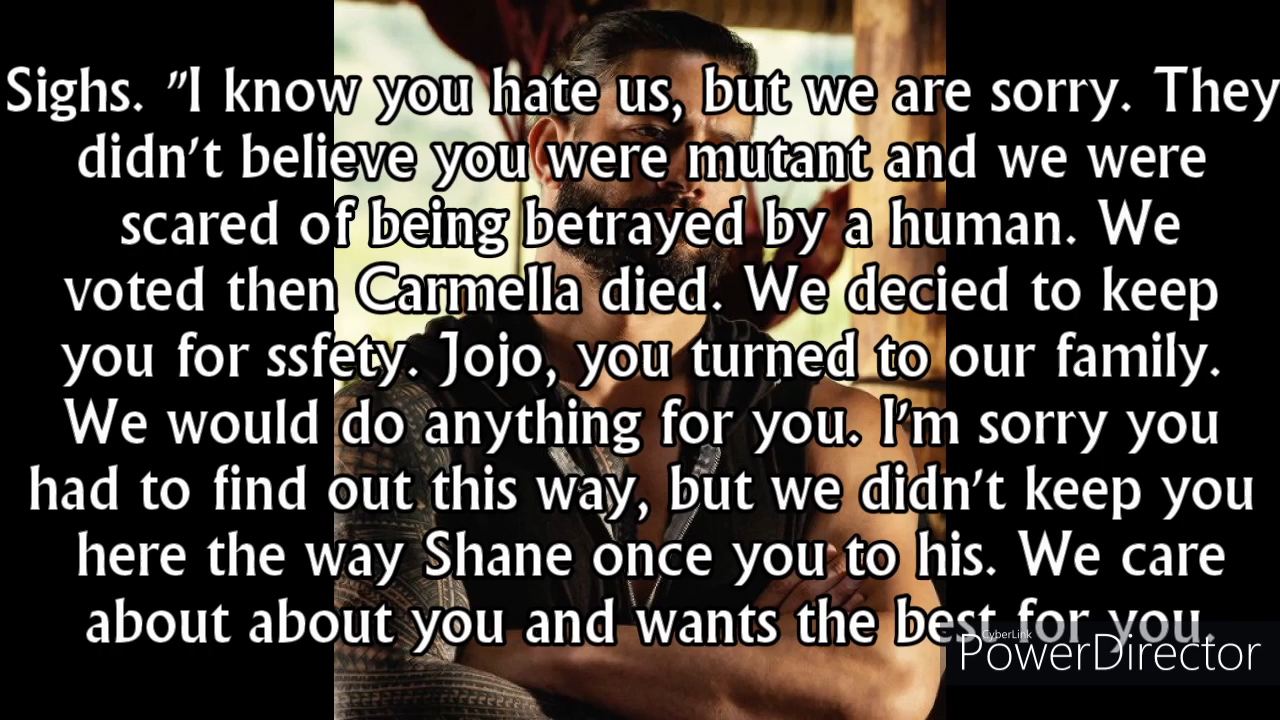 Sighs. "I know you hate us, but we are sorry. They
didn't believe you were mutant and we were
scared of being betrayed by a human. We
voted then Carmella died. We decied to keep
you for ssfety. Jojo, you turned to our family.
We would do anything for you. I'm sorry you
had to find out this way, but we didn't keep you
here the way Shane once you to his. We care
about about you and wants the best for you.
CyberLink
PowerDirector